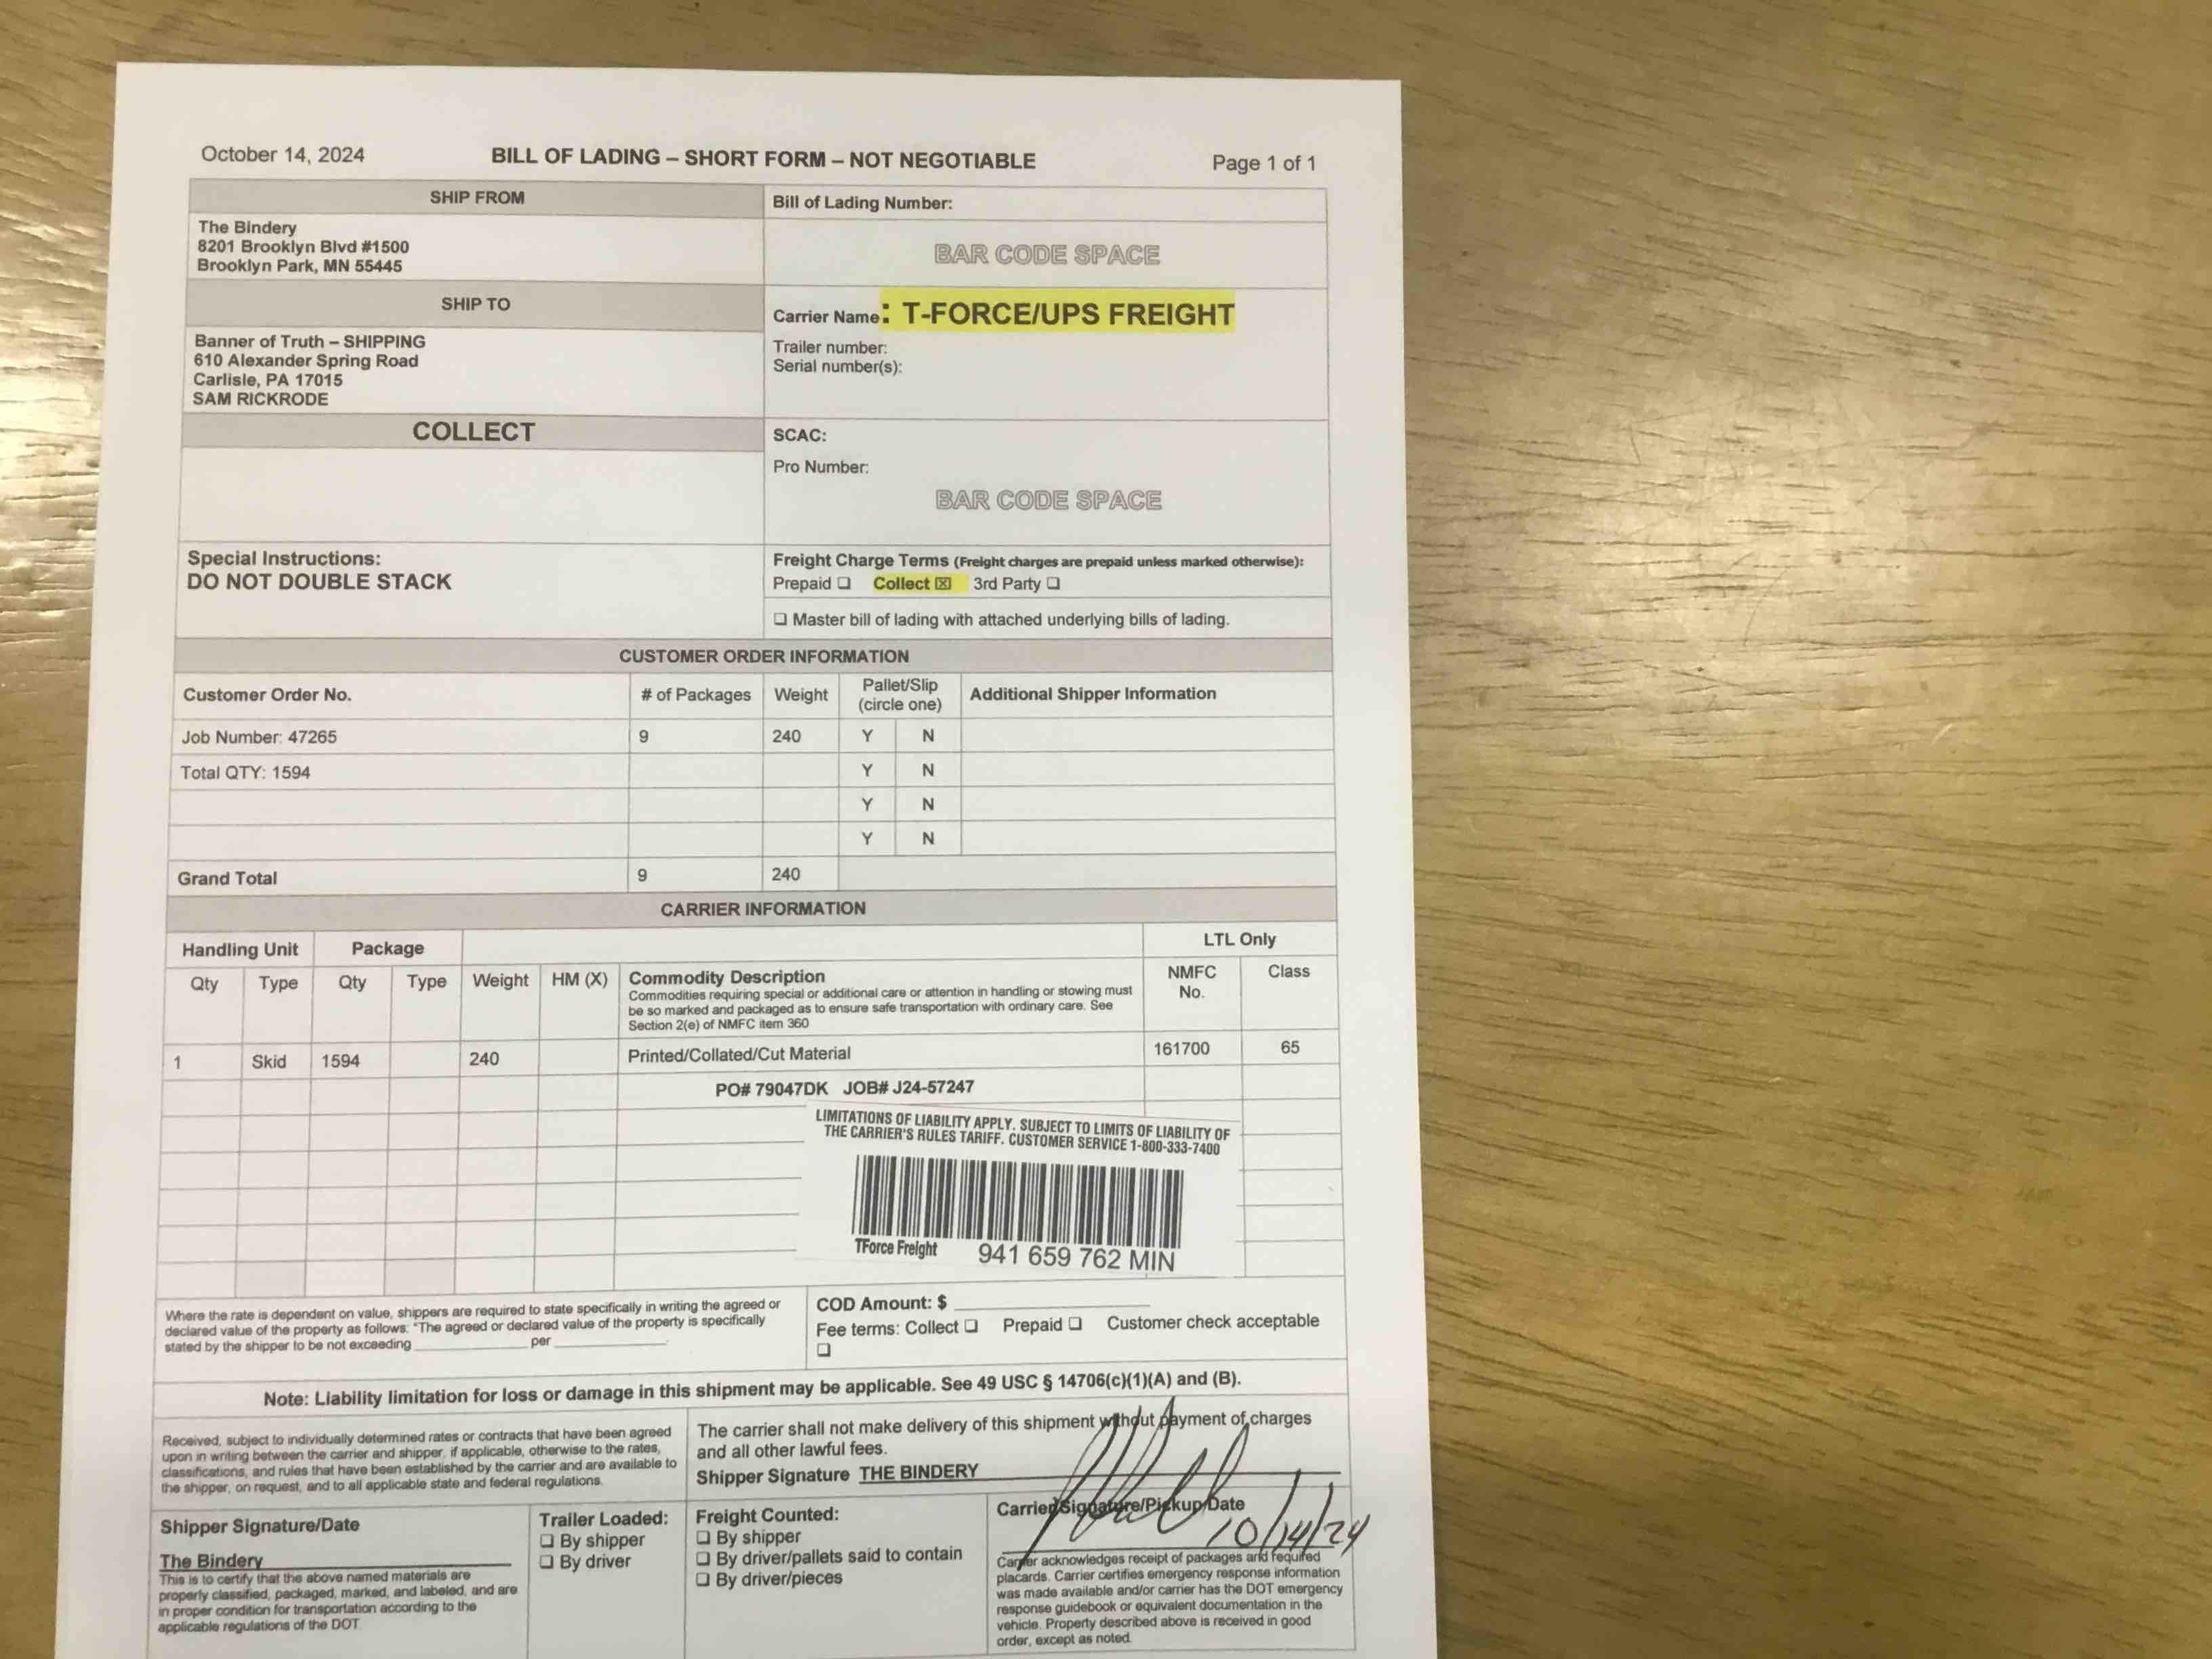 October 14, 2024 BILL OF LADING – SHORT FORM – NOT NEGOTIABLE Page 1 of 1
SHIP FROM
The Bindery
8201 Brooklyn Blvd #1500
Brooklyn Park, MN 55445
Bill of Lading Number:
BAR CODE SPACE
SHIP TO
Banner of Truth – SHIPPING
610 Alexander Spring Road
Carlisle, PA 17015
SAM RICKRODE
Carrier Name: T-FORCE/UPS FREIGHT
Trailer number:
Serial number(s):
COLLECT
SCAC:
Pro Number:
BAR CODE SPACE
Special Instructions:
DO NOT DOUBLE STACK
Freight Charge Terms (Freight charges are prepaid unless marked otherwise):
Prepaid ❑ Collect ☒ 3rd Party ❑
❑ Master bill of lading with attached underlying bills of lading.
CUSTOMER ORDER INFORMATION
Customer Order No. # of Packages Weight Pallet/Slip (circle one) Additional Shipper Information
Job Number: 47265 9 240 Y N
Total QTY: 1594 Y N
Y N
Y N
Grand Total 9 240
CARRIER INFORMATION
Handling Unit Package LTL Only
Qty Type Qty Type Weight HM (X) Commodity Description NMFC No. Class
Commodities requiring special or additional care or attention in handling or stowing must
be so marked and packaged as to ensure safe transportation with ordinary care. See
Section 2(e) of NMFC item 360
1 Skid 1594 240 Printed/Collated/Cut Material 161700 65
PO# 79047DK JOB# J24-57247
LIMITATIONS OF LIABILITY APPLY. SUBJECT TO LIMITS OF LIABILITY OF
THE CARRIER'S RULES TARIFF. CUSTOMER SERVICE 1-800-333-7400
TForce Freight 941 659 762 MIN
Where the rate is dependent on value, shippers are required to state specifically in writing the agreed or
declared value of the property as follows: "The agreed or declared value of the property is specifically
stated by the shipper to be not exceeding ____________ per ____________.
COD Amount: $ ____________
Fee terms: Collect ❑ Prepaid ❑ Customer check acceptable
❑
Note: Liability limitation for loss or damage in this shipment may be applicable. See 49 USC § 14706(c)(1)(A) and (B).
Received, subject to individually determined rates or contracts that have been agreed
upon in writing between the carrier and shipper, if applicable, otherwise to the rates,
classifications, and rules that have been established by the carrier and are available to
the shipper, on request, and to all applicable state and federal regulations.
The carrier shall not make delivery of this shipment without payment of charges
and all other lawful fees.
Shipper Signature THE BINDERY
Shipper Signature/Date
The Bindery
This is to certify that the above named materials are
properly classified, packaged, marked, and labeled, and are
in proper condition for transportation according to the
applicable regulations of the DOT.
Trailer Loaded:
❑ By shipper
❑ By driver
Freight Counted:
❑ By shipper
❑ By driver/pallets said to contain
❑ By driver/pieces
Carrier Signature/Pickup Date
10/14/24
Carrier acknowledges receipt of packages and required
placards. Carrier certifies emergency response information
was made available and/or carrier has the DOT emergency
response guidebook or equivalent documentation in the
vehicle. Property described above is received in good
order, except as noted.